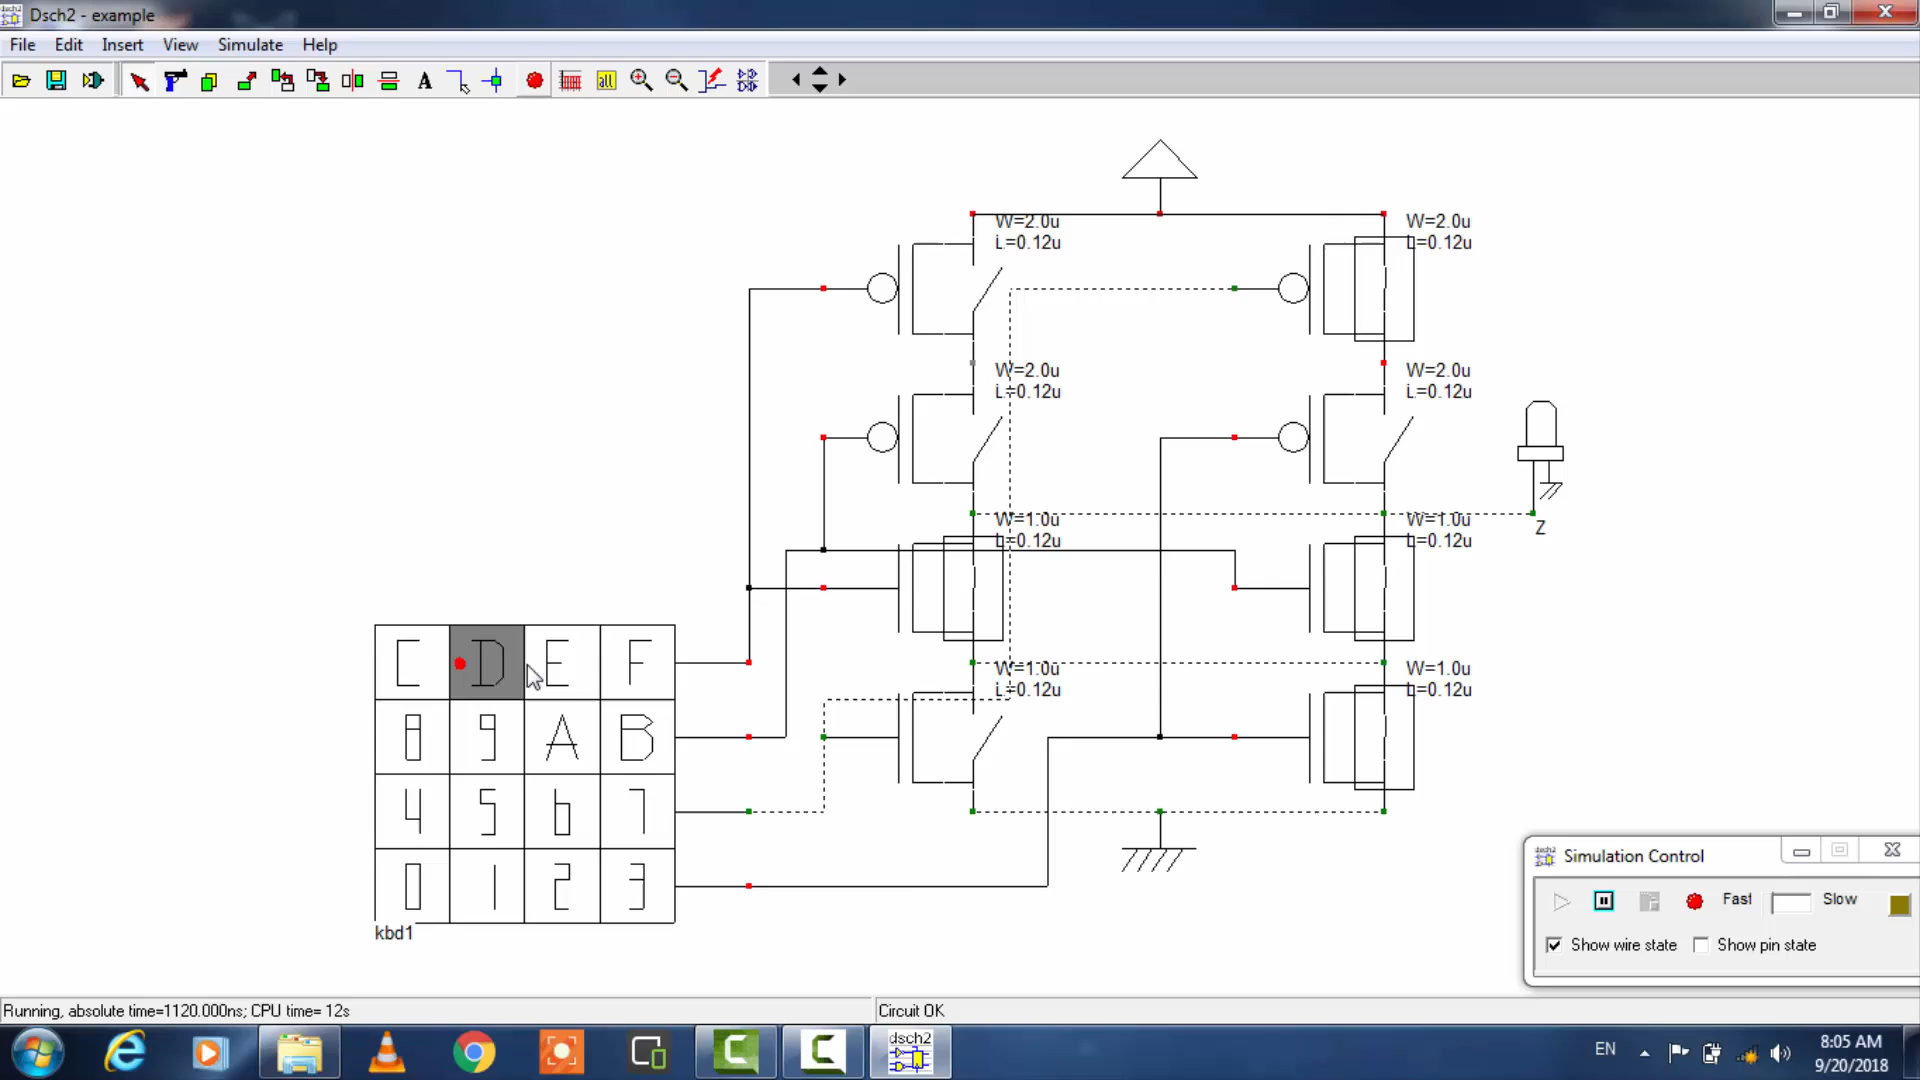 Dsch2 - example
File Edit Insert View Simulate Help
A
all
W=2.0u
L=0.12u
W=2.0u
L=0.12u
W=2.0u
L=0.12u
W=2.0u
L=0.12u
W=1.0u
L=0.12u
W=1.0u
L=0.12u
Z
W=1.0u
L=0.12u
W=1.0u
L=0.12u
C D E F
8 9 A B
4 5 b 7
0 1 2 3
kbd1
dsch2 Simulation Control
Fast Slow
Show wire state Show pin state
Running, absolute time=1120.000ns; CPU time= 12s
Circuit OK
dsch2
EN
8:05 AM
9/20/2018